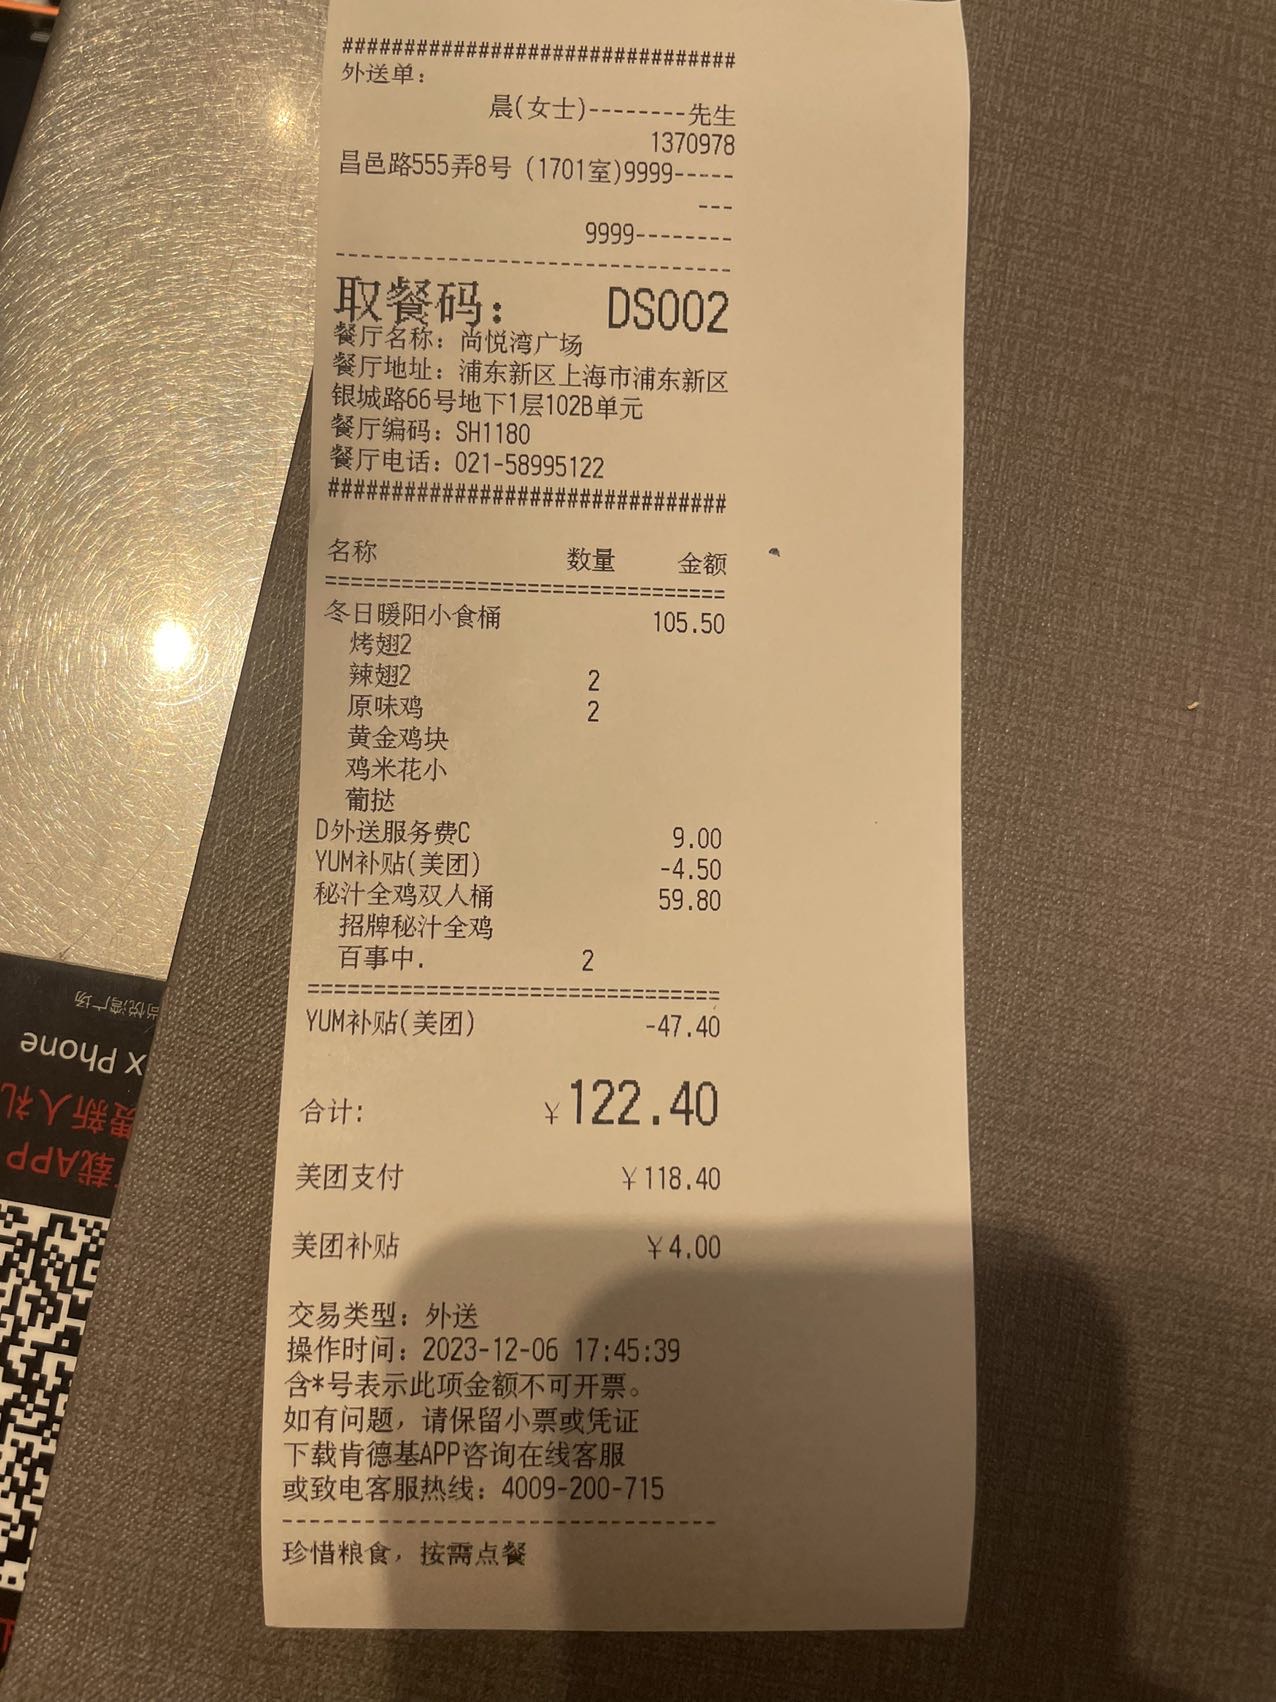 ################################
外送单：
晨(女士)--------先生
1370978
昌邑路555弄8号 (1701室)9999-----
---
9999--------
--------------------------------
取餐码： DS002
餐厅名称：尚悦湾广场
餐厅地址：浦东新区上海市浦东新区
银城路66号地下1层102B单元
餐厅编码：SH1180
餐厅电话：021-58995122
################################
名称 数量 金额
================================
冬日暖阳小食桶 105.50
烤翅2
辣翅2 2
原味鸡 2
黄金鸡块
鸡米花小
葡挞
D外送服务费C 9.00
YUM补贴(美团) -4.50
秘汁全鸡双人桶 59.80
招牌秘汁全鸡
百事中. 2
================================
YUM补贴(美团) -47.40
合计: ￥122.40
美团支付 ￥118.40
美团补贴 ￥4.00
交易类型：外送
操作时间：2023-12-06 17:45:39
含*号表示此项金额不可开票。
如有问题，请保留小票或凭证
下载肯德基APP咨询在线客服
或致电客服热线：4009-200-715
--------------------------------
珍惜粮食，按需点餐
尚悦湾广场
x Phone
新人礼
载APP